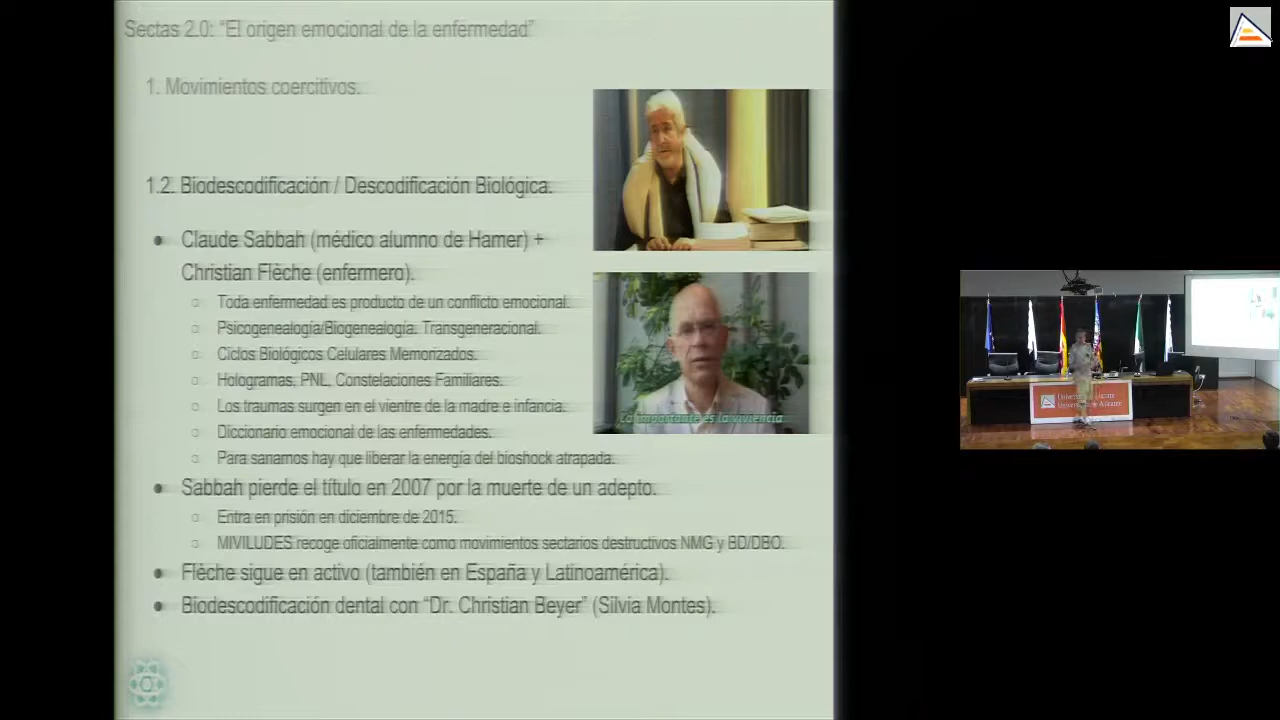 Sectas 2.0: “El origen emocional de la enfermedad”
1. Movimientos coercitivos.
1.2. Biodescodificación / Descodificación Biológica.
● Claude Sabbah (médico alumno de Hamer) +
Christian Flèche (enfermero).
○ Toda enfermedad es producto de un conflicto emocional.
○ Psicogenealogía/Biogenealogía. Transgeneracional.
○ Ciclos Biológicos Celulares Memorizados.
○ Hologramas, PNL, Constelaciones Familiares.
○ Los traumas surgen en el vientre de la madre e infancia.
○ Diccionario emocional de las enfermedades.
○ Para sanarnos hay que liberar la energía del bioshock atrapada.
● Sabbah pierde el título en 2007 por la muerte de un adepto.
○ Entra en prisión en diciembre de 2015.
○ MIVILUDES recoge oficialmente como movimientos sectarios destructivos NMG y BD/DBO.
● Flèche sigue en activo (también en España y Latinoamérica).
● Biodescodificación dental con “Dr. Christian Beyer” (Silvia Montes).
Lo importante es la vivencia